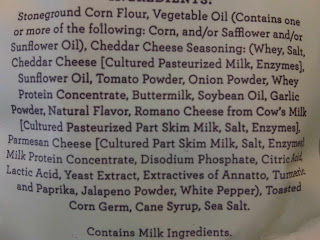 INGREDIENTS:
Stoneground Corn Flour, Vegetable Oil (Contains one
or more of the following: Corn, and/or Safflower and/or
Sunflower Oil), Cheddar Cheese Seasoning: (Whey, Salt,
Cheddar Cheese [Cultured Pasteurized Milk, Enzymes],
Sunflower Oil, Tomato Powder, Onion Powder, Whey
Protein Concentrate, Buttermilk, Soybean Oil, Garlic
Powder, Natural Flavor, Romano Cheese from Cow's Milk
[Cultured Pasteurized Part Skim Milk, Salt, Enzymes],
Parmesan Cheese [Cultured Part Skim Milk, Salt, Enzymes]
Milk Protein Concentrate, Disodium Phosphate, Citric Acid,
Lactic Acid, Yeast Extract, Extractives of Annatto, Turmeric,
and Paprika, Jalapeno Powder, White Pepper), Toasted
Corn Germ, Cane Syrup, Sea Salt.
Contains Milk Ingredients.